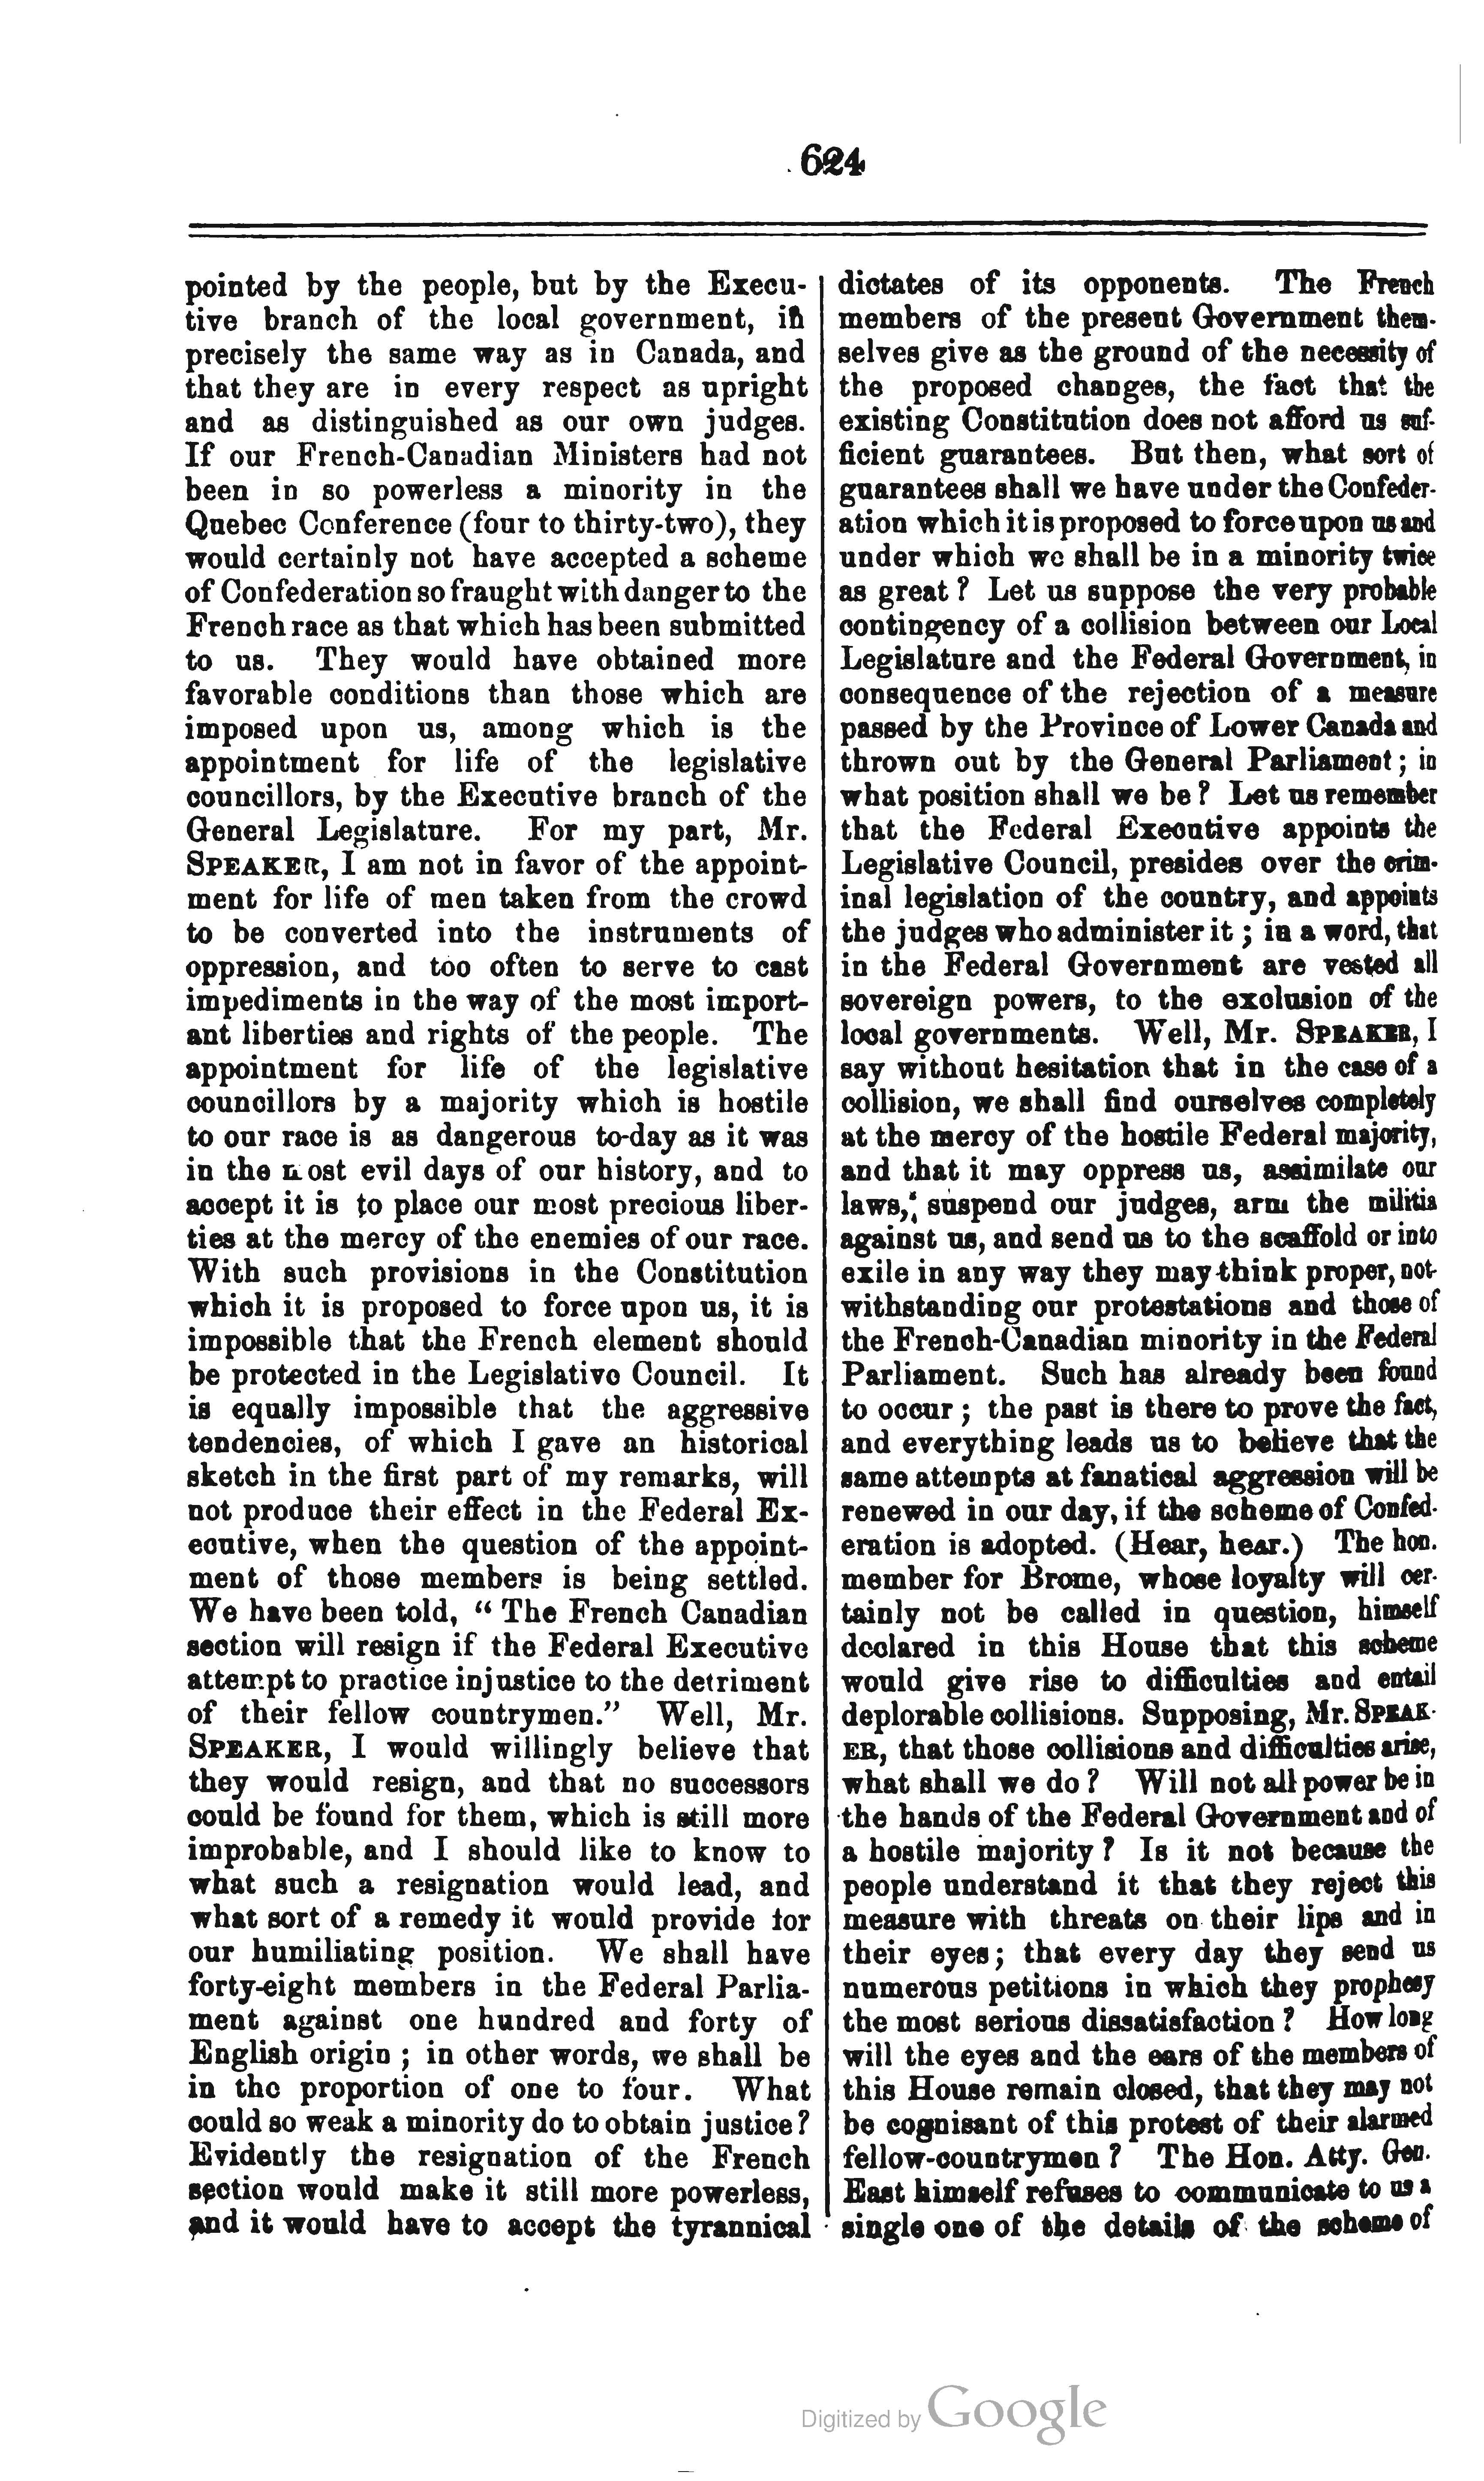 624
pointed by the people, but by the Execu-
tive branch of the local government, in
precisely the same way as in Canada, and
that they are in every respect as upright
and as distinguished as our own judges.
If our French-Canadian Ministers had not
been in so powerless a minority in the
Quebec Conference (four to thirty-two), they
would certainly not have accepted a scheme
of Confederation so fraught with danger to the
French race as that which has been submitted
to us. They would have obtained more
favorable conditions than those which are
imposed upon us, among which is the
appointment for life of the legislative
councillors, by the Executive branch of the
General Legislature. For my part, Mr.
SPEAKER, I am not in favor of the appoint-
ment for life of men taken from the crowd
to be converted into the instruments of
oppression, and too often to serve to cast
impediments in the way of the most import-
ant liberties and rights of the people. The
appointment for life of the legislative
councillors by a majority which is hostile
to our race is as dangerous to-day as it was
in the most evil days of our history, and to
accept it is to place our most precious liber-
ties at the mercy of the enemies of our race.
With such provisions in the Constitution
which it is proposed to force upon us, it is
impossible that the French element should
be protected in the Legislative Council. It
is equally impossible that the aggressive
tendencies, of which I gave an historical
sketch in the first part of my remarks, will
not produce their effect in the Federal Ex-
ecutive, when the question of the appoint-
ment of those members is being settled.
We have been told, “ The French Canadian
section will resign if the Federal Executive
attempt to practice injustice to the detriment
of their fellow countrymen.” Well, Mr.
SPEAKER, I would willingly believe that
they would resign, and that no successors
could be found for them, which is still more
improbable, and I should like to know to
what such a resignation would lead, and
what sort of a remedy it would provide for
our humiliating position. We shall have
forty-eight members in the Federal Parlia-
ment against one hundred and forty of
English origin ; in other words, we shall be
in the proportion of one to four. What
could so weak a minority do to obtain justice?
Evidently the resignation of the French
section would make it still more powerless,
and it would have to accept the tyrannical
dictates of its opponents. The French
members of the present Government them-
selves give as the ground of the necessity of
the proposed changes, the fact that the
existing Constitution does not afford us suf-
ficient guarantees. But then, what sort of
guarantees shall we have under the Confeder-
ation which it is proposed to force upon us and
under which we shall be in a minority twice
as great ? Let us suppose the very probable
contingency of a collision between our Local
Legislature and the Federal Government, in
consequence of the rejection of a measure
passed by the Province of Lower Canada and
thrown out by the General Parliament ; in
what position shall we be ? Let us remember
that the Federal Executive appoints the
Legislative Council, presides over the crim-
inal legislation of the country, and appoints
the judges who administer it ; in a word, that
in the Federal Government are vested all
sovereign powers, to the exclusion of the
local governments. Well, Mr. SPEAKER, I
say without hesitation that in the case of a
collision, we shall find ourselves completely
at the mercy of the hostile Federal majority,
and that it may oppress us, assimilate our
laws, suspend our judges, arm the militia
against us, and send us to the scaffold or into
exile in any way they may think proper, not-
withstanding our protestations and those of
the French-Canadian minority in the Federal
Parliament. Such has already been found
to occur ; the past is there to prove the fact,
and everything leads us to believe that the
same attempts at fanatical aggression will be
renewed in our day, if the scheme of Confed-
eration is adopted. (Hear, hear.) The hon.
member for Brome, whose loyalty will cer-
tainly not be called in question, himself
declared in this House that this scheme
would give rise to difficulties and entail
deplorable collisions. Supposing, Mr. SPEAK-
ER, that those collisions and difficulties arise,
what shall we do ? Will not all power be in
the hands of the Federal Government and of
a hostile majority ? Is it not because the
people understand it that they reject this
measure with threats on their lips and in
their eyes ; that every day they send us
numerous petitions in which they prophesy
the most serious dissatisfaction ? How long
will the eyes and the ears of the members of
this House remain closed, that they may not
be cognisant of this protest of their alarmed
fellow-countrymen ? The Hon. Atty. Gen.
East himself refuses to communicate to us a
single one of the details of the scheme of
Digitized by Google